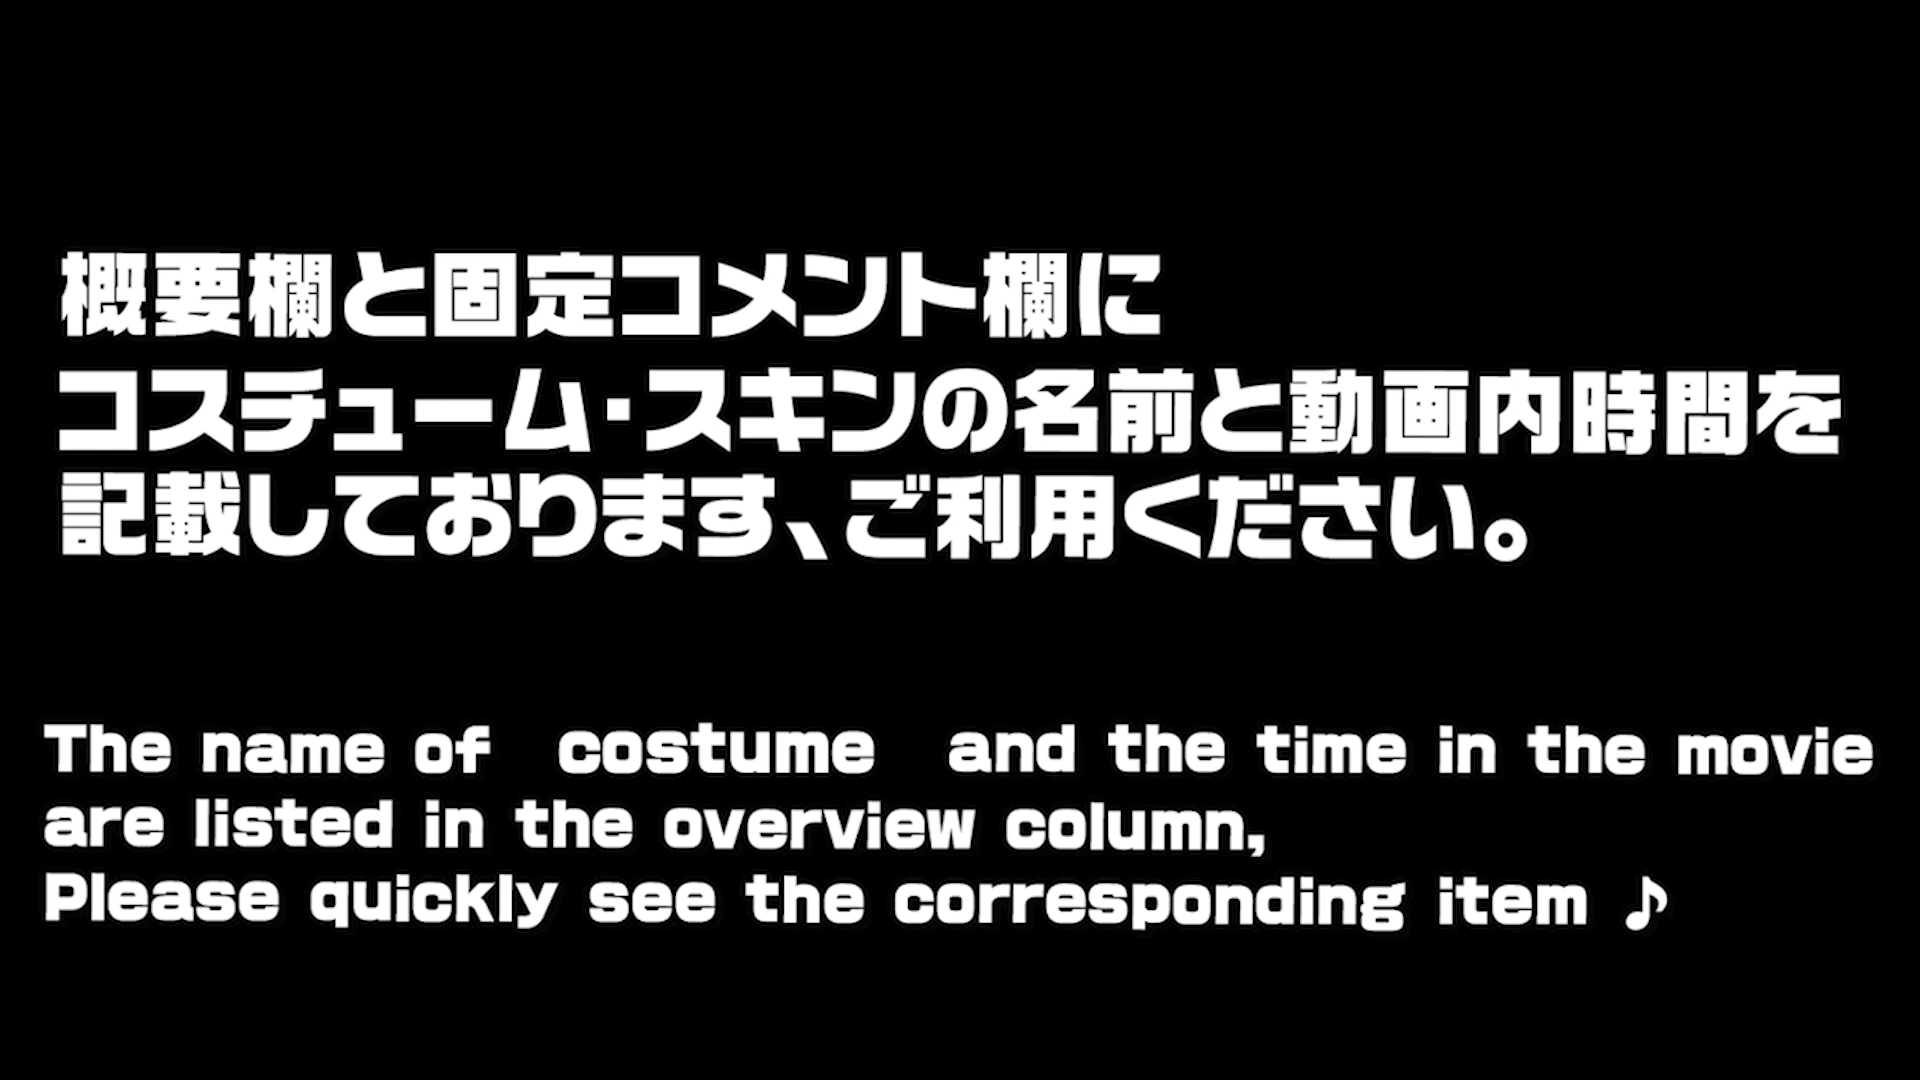 概要欄と固定コメント欄に
コスチューム・スキンの名前と動画内時間を
記載しております、ご利用ください。
The name of costume and the time in the movie
are listed in the overview column,
Please quickly see the corresponding item ♪